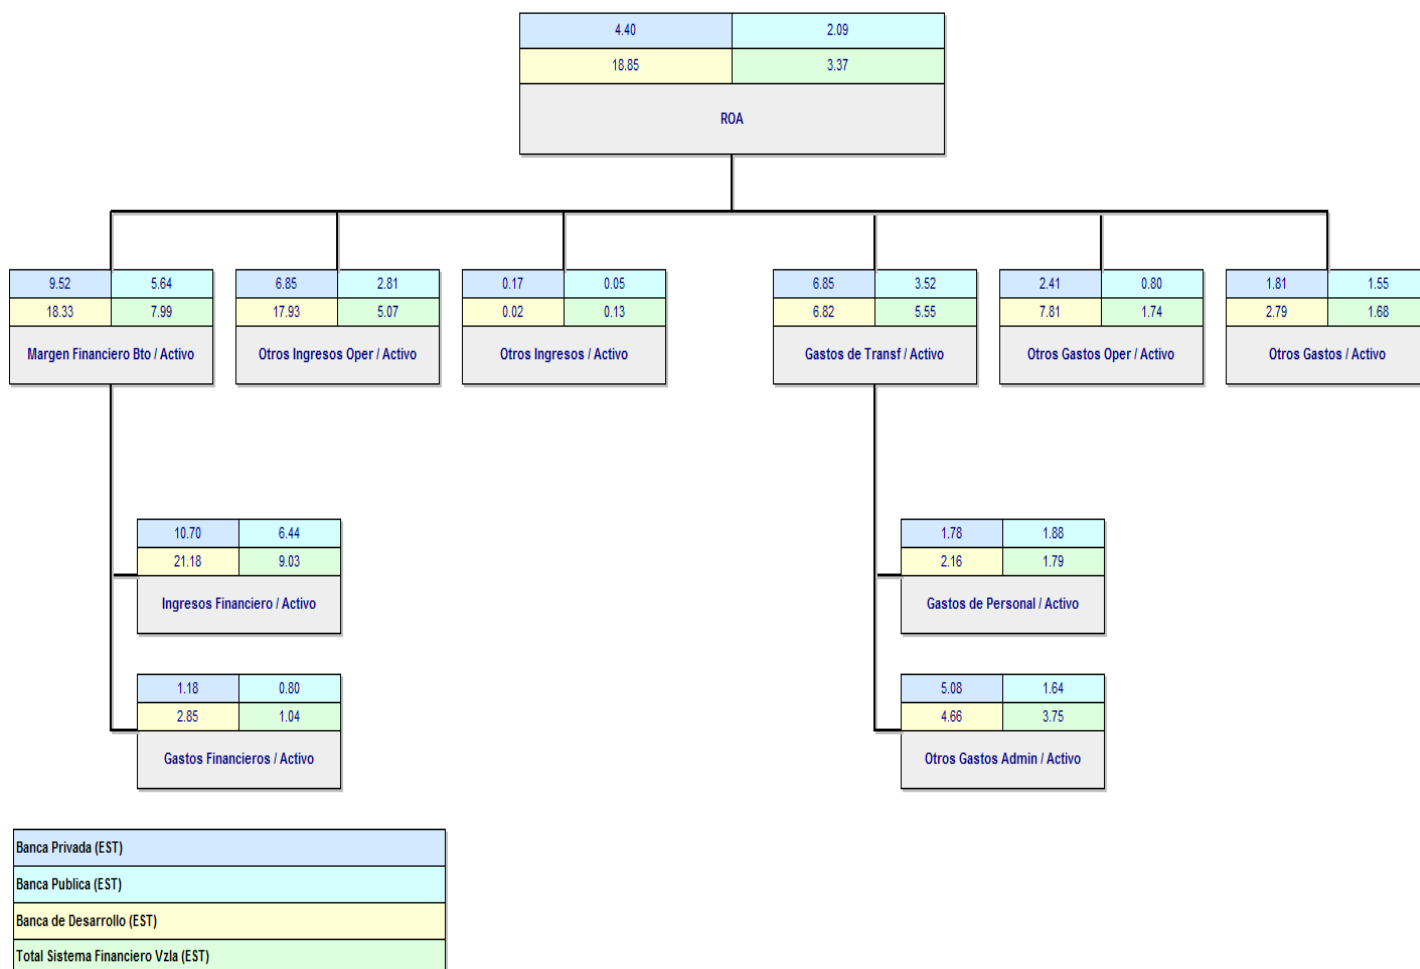 4.40 2.09
18.85 3.37
ROA
9.52 5.64 6.85 2.81 0.17 0.05 6.85 3.52 2.41 0.80 1.81 1.55
18.33 7.99 17.93 5.07 0.02 0.13 6.82 5.55 7.81 1.74 2.79 1.68
Margen Financiero Bto / Activo Otros Ingresos Oper / Activo Otros Ingresos / Activo Gastos de Transf / Activo Otros Gastos Oper / Activo Otros Gastos / Activo
10.70 6.44 1.78 1.88
21.18 9.03 2.16 1.79
Ingresos Financiero / Activo Gastos de Personal / Activo
1.18 0.80 5.08 1.64
2.85 1.04 4.66 3.75
Gastos Financieros / Activo Otros Gastos Admin / Activo
Banca Privada (EST)
Banca Publica (EST)
Banca de Desarrollo (EST)
Total Sistema Financiero Vzla (EST)